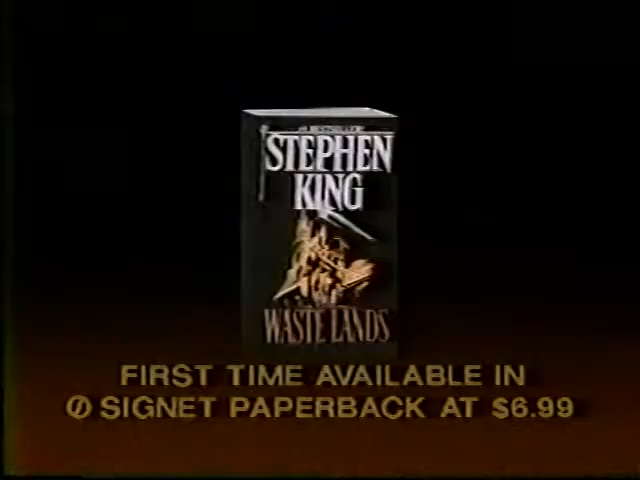 STEPHEN
KING
WASTE LANDS
FIRST TIME AVAILABLE IN
SIGNET PAPERBACK AT $6.99